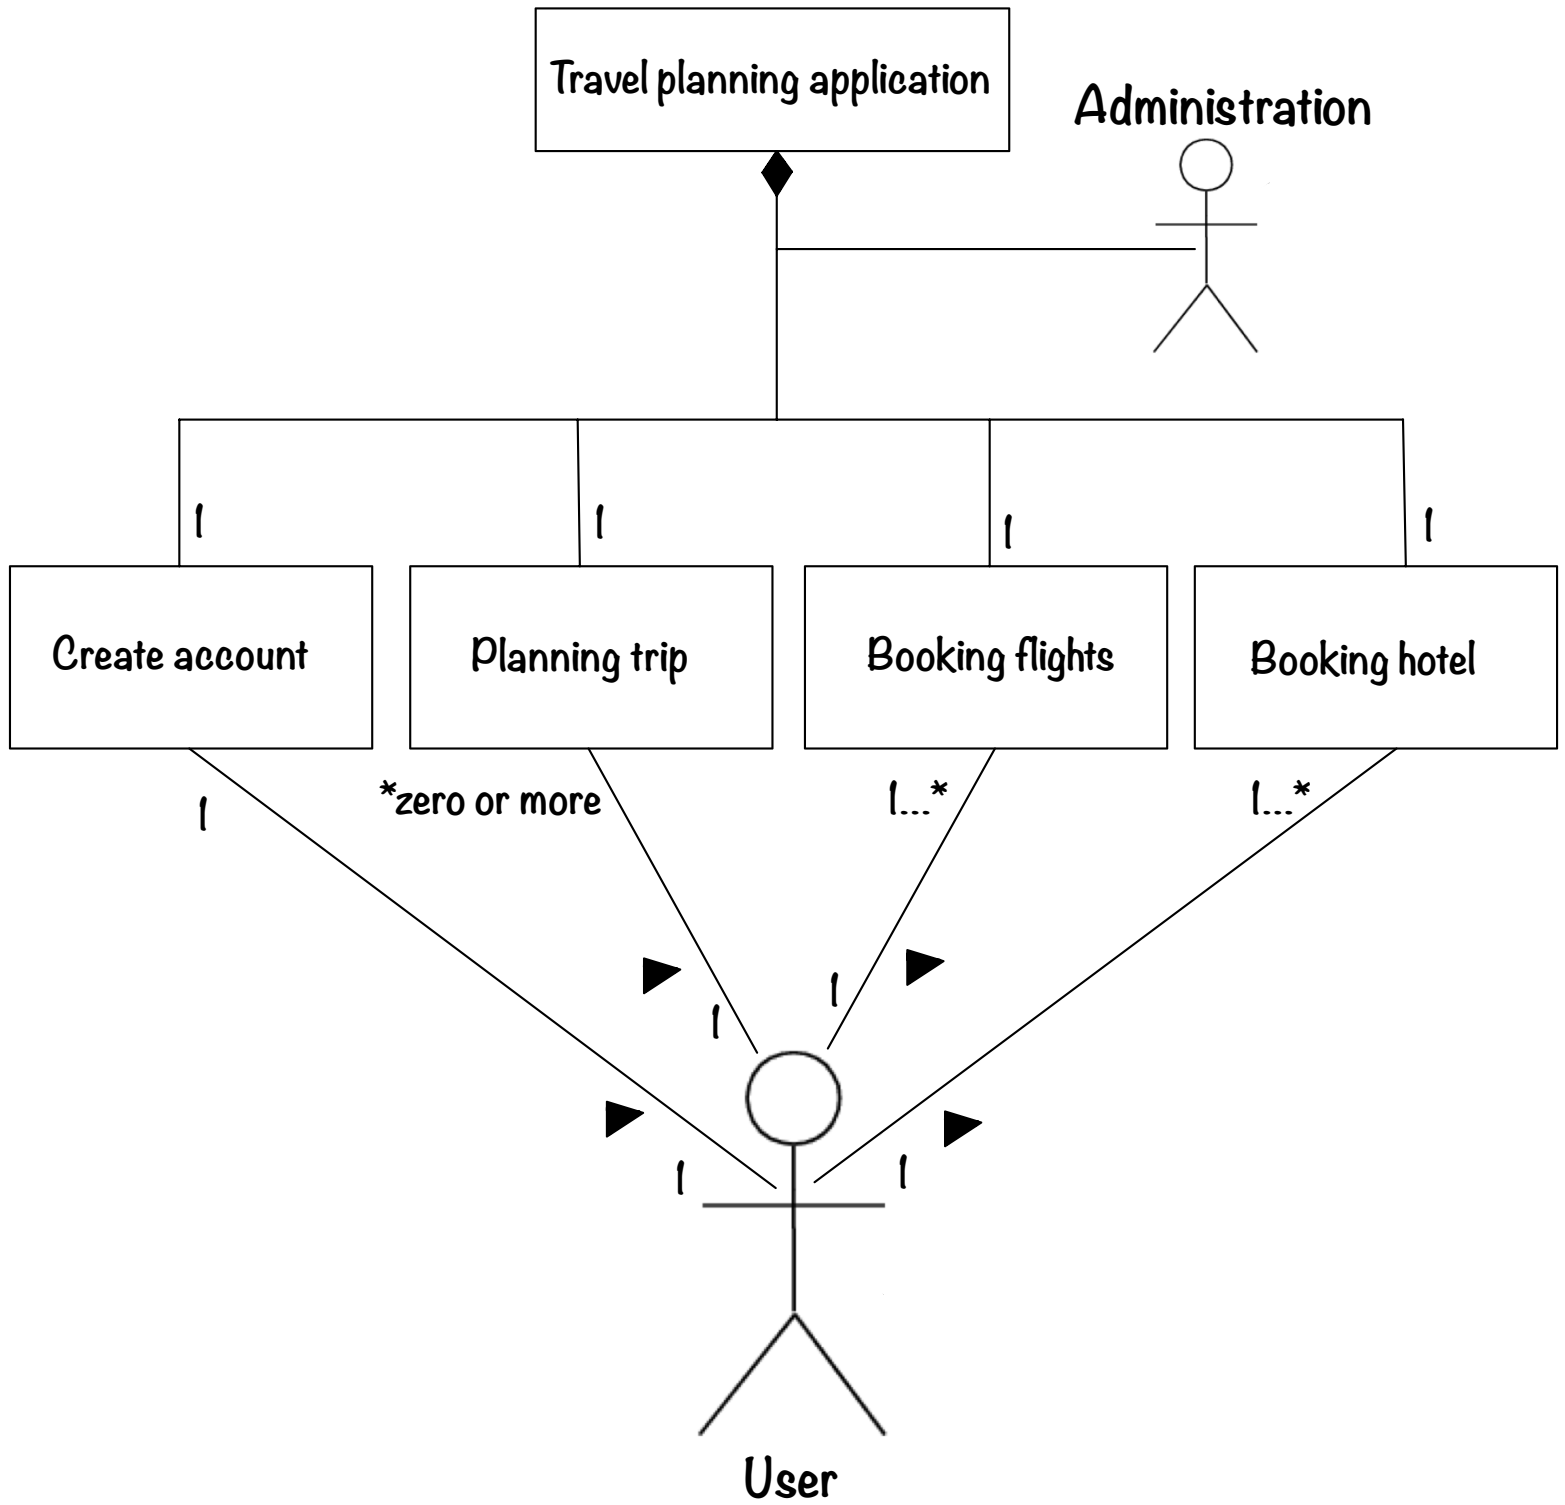 Travel planning application
Administration
1
1
1
1
Create account
Planning trip
Booking flights
Booking hotel
1
*zero or more
1...*
1...*
1
1
1
1
User